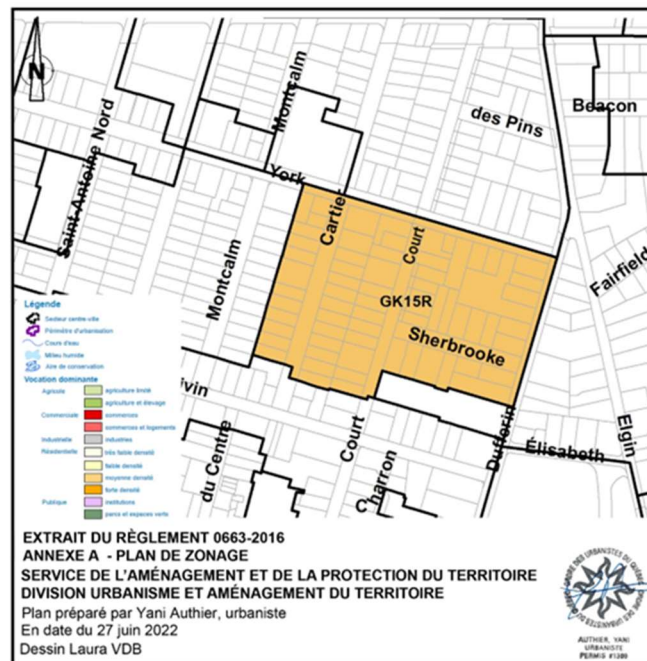 N
Saint-Antoine Nord
Montcalm
Montcalm
York
Cartier
Court
des Pins
Beacon
Fairfield
GK15R
Sherbrooke
du Centre
Court
Charron
Dufferin
Élisabeth
Elgin
Légende
Secteur centre-ville
Périmètre d'urbanisation
Cours d'eau
Milieu humide
Aire de conservation
Vocation dominante
Agricole
agriculture limité
agriculture et élevage
Commerciale
commerces
commerces et logements
Industrielle
industries
Résidentielle
très faible densité
faible densité
moyenne densité
forte densité
Publique
institutions
parcs et espaces verts
EXTRAIT DU RÈGLEMENT 0663-2016
ANNEXE A - PLAN DE ZONAGE
SERVICE DE L'AMÉNAGEMENT ET DE LA PROTECTION DU TERRITOIRE
DIVISION URBANISME ET AMÉNAGEMENT DU TERRITOIRE
Plan préparé par Yani Authier, urbaniste
En date du 27 juin 2022
Dessin Laura VDB
AUTHIER, YANI
URBANISTE